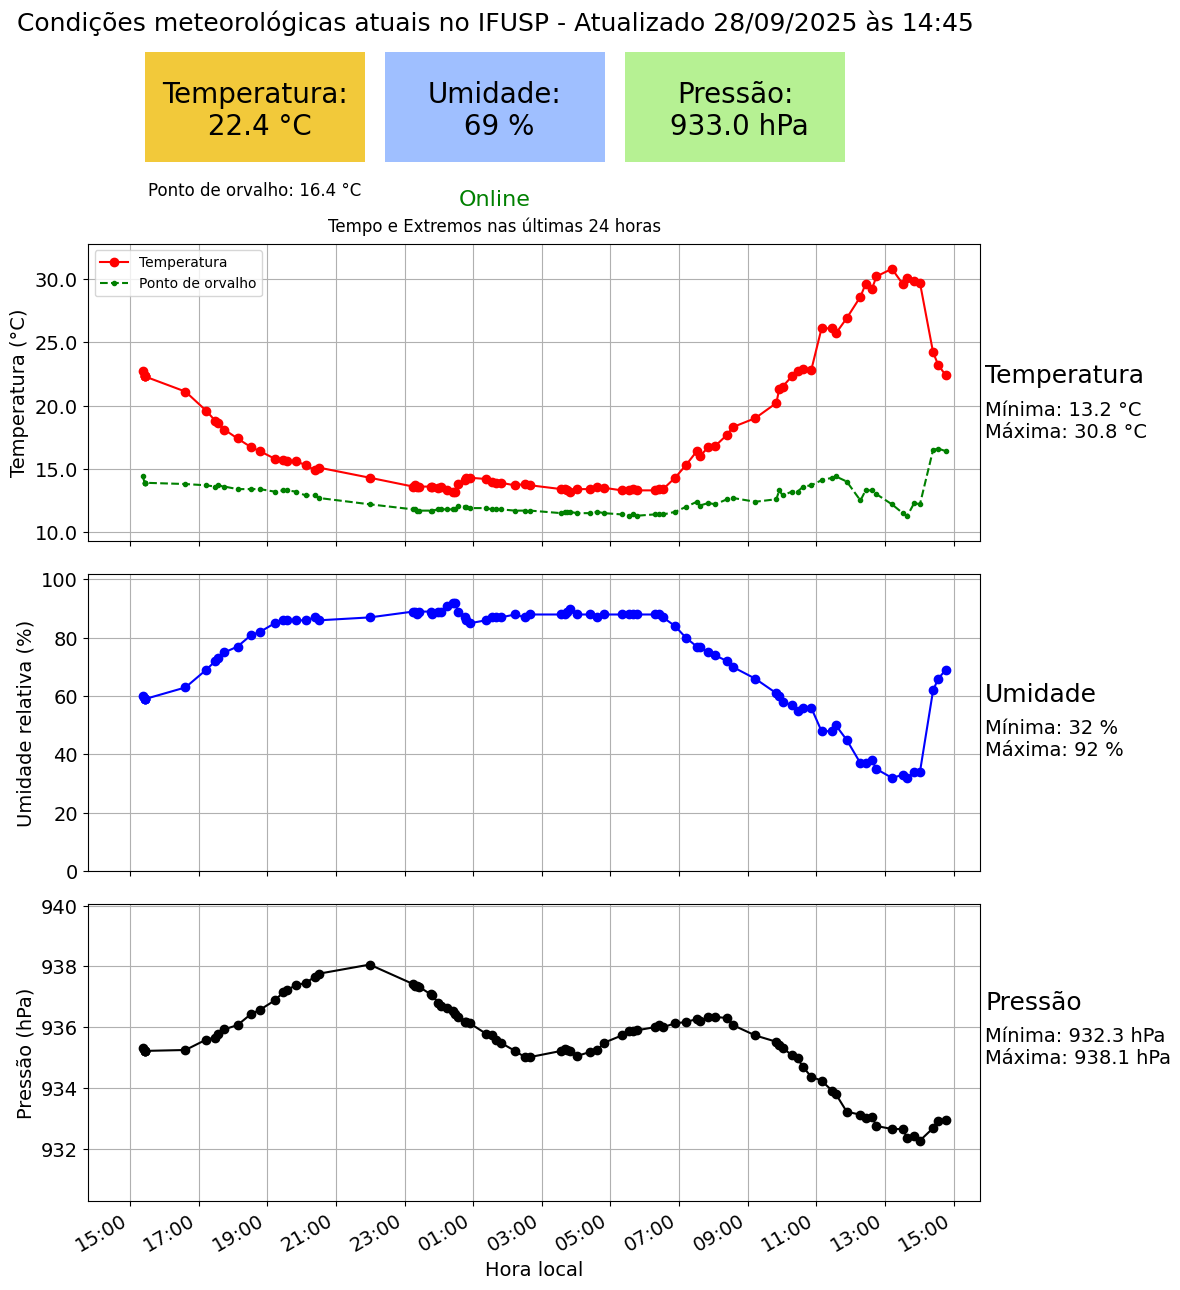 Condições meteorológicas atuais no IFUSP - Atualizado 28/09/2025 às 14:45
Temperatura:
22.4 °C
Umidade:
69 %
Pressão:
933.0 hPa
Ponto de orvalho: 16.4 °C
Online
Tempo e Extremos nas últimas 24 horas
Temperatura
Ponto de orvalho
Temperatura (°C)
30.0
25.0
20.0
15.0
10.0
Temperatura
Mínima: 13.2 °C
Máxima: 30.8 °C
Umidade relativa (%)
100
80
60
40
20
0
Umidade
Mínima: 32 %
Máxima: 92 %
Pressão (hPa)
940
938
936
934
932
Pressão
Mínima: 932.3 hPa
Máxima: 938.1 hPa
15:00 17:00 19:00 21:00 23:00 01:00 03:00 05:00 07:00 09:00 11:00 13:00 15:00
Hora local